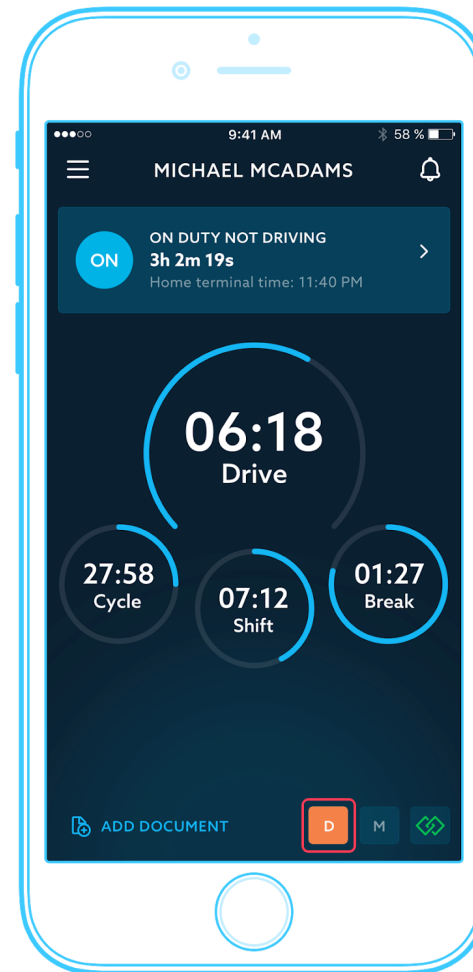 9:41 AM
58 %
MICHAEL MCADAMS
ON
ON DUTY NOT DRIVING
3h 2m 19s
Home terminal time: 11:40 PM
06:18
Drive
27:58
Cycle
07:12
Shift
01:27
Break
ADD DOCUMENT
D
M